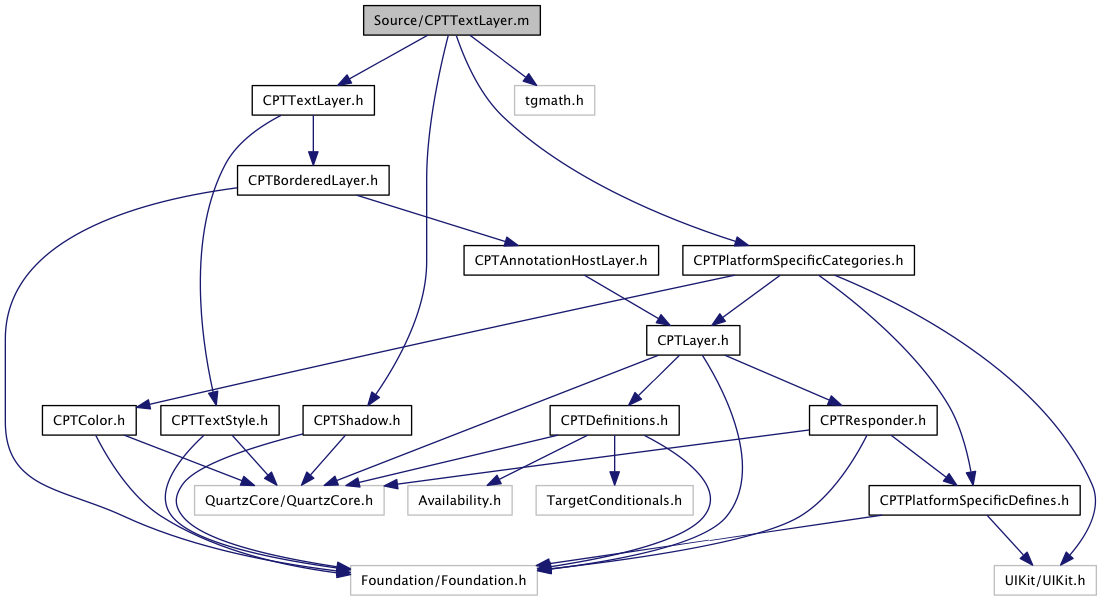 Source/CPTTextLayer.m
CPTTextLayer.h
tgmath.h
CPTBorderedLayer.h
CPTAnnotationHostLayer.h
CPTPlatformSpecificCategories.h
CPTLayer.h
CPTColor.h
CPTTextStyle.h
CPTShadow.h
CPTDefinitions.h
CPTResponder.h
QuartzCore/QuartzCore.h
Availability.h
TargetConditionals.h
CPTPlatformSpecificDefines.h
Foundation/Foundation.h
UIKit/UIKit.h